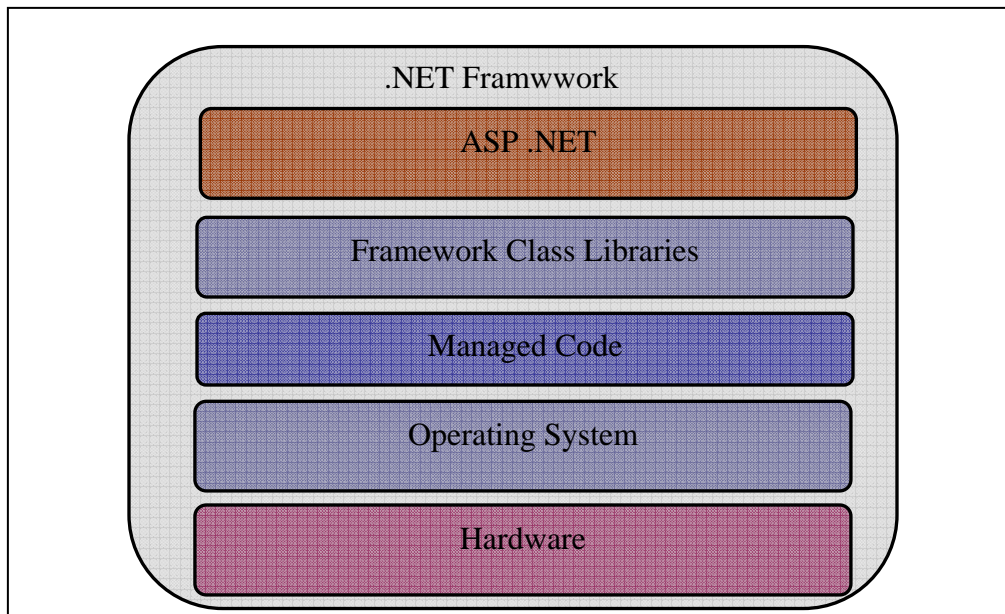 .NET Framwwork
ASP .NET
Framework Class Libraries
Managed Code
Operating System
Hardware